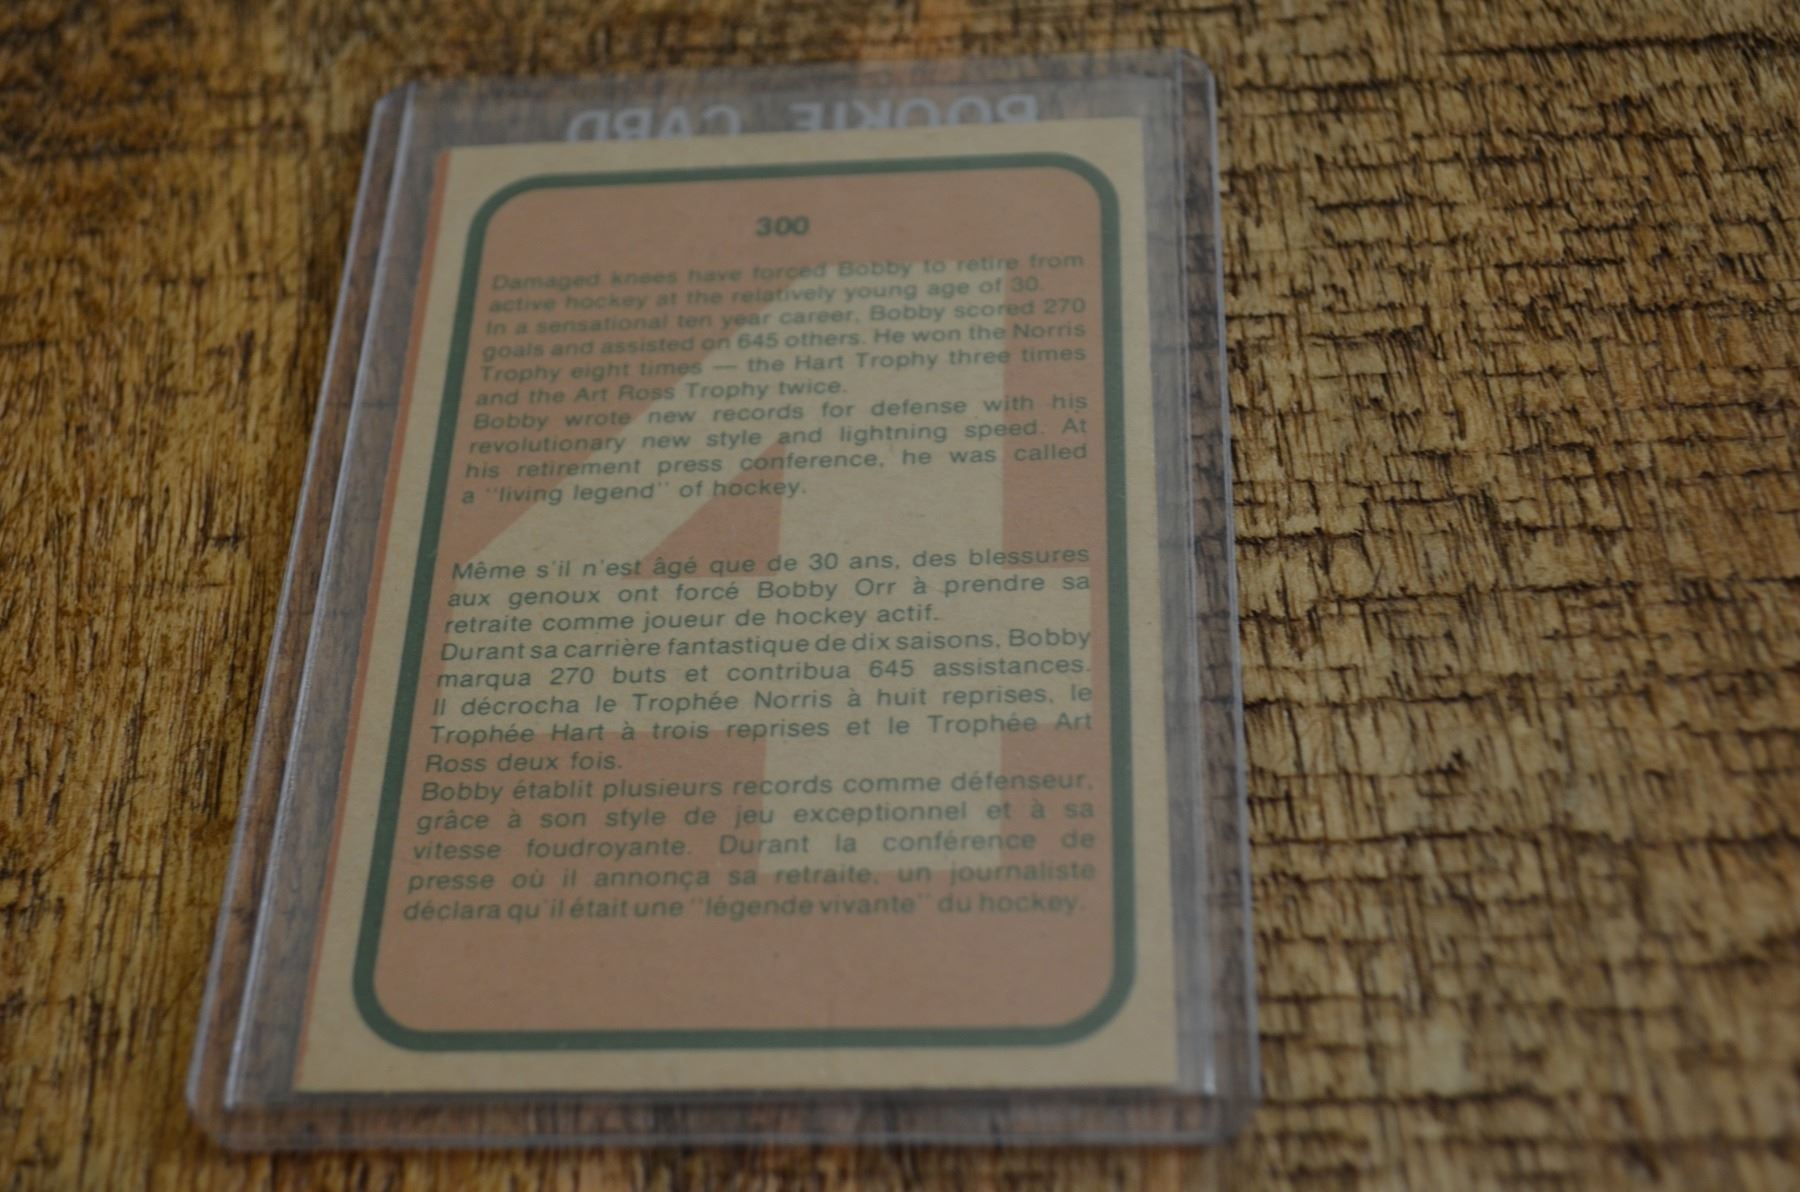 ROOKIE CARD
300
Damaged knees have forced Bobby to retire from
active hockey at the relatively young age of 30.
In a sensational ten year career, Bobby scored 270
goals and assisted on 645 others. He won the Norris
Trophy eight times — the Hart Trophy three times
and the Art Ross Trophy twice.
Bobby wrote new records for defense with his
revolutionary new style and lightning speed. At
his retirement press conference, he was called
a "living legend" of hockey.
4
Même s'il n'est âgé que de 30 ans, des blessures
aux genoux ont forcé Bobby Orr à prendre sa
retraite comme joueur de hockey actif.
Durant sa carrière fantastique de dix saisons, Bobby
marqua 270 buts et contribua 645 assistances.
Il décrocha le Trophée Norris à huit reprises, le
Trophée Hart à trois reprises et le Trophée Art
Ross deux fois.
Bobby établit plusieurs records comme défenseur,
grâce à son style de jeu exceptionnel et à sa
vitesse foudroyante. Durant la conférence de
presse où il annonça sa retraite, un journaliste
déclara qu'il était une "légende vivante" du hockey.